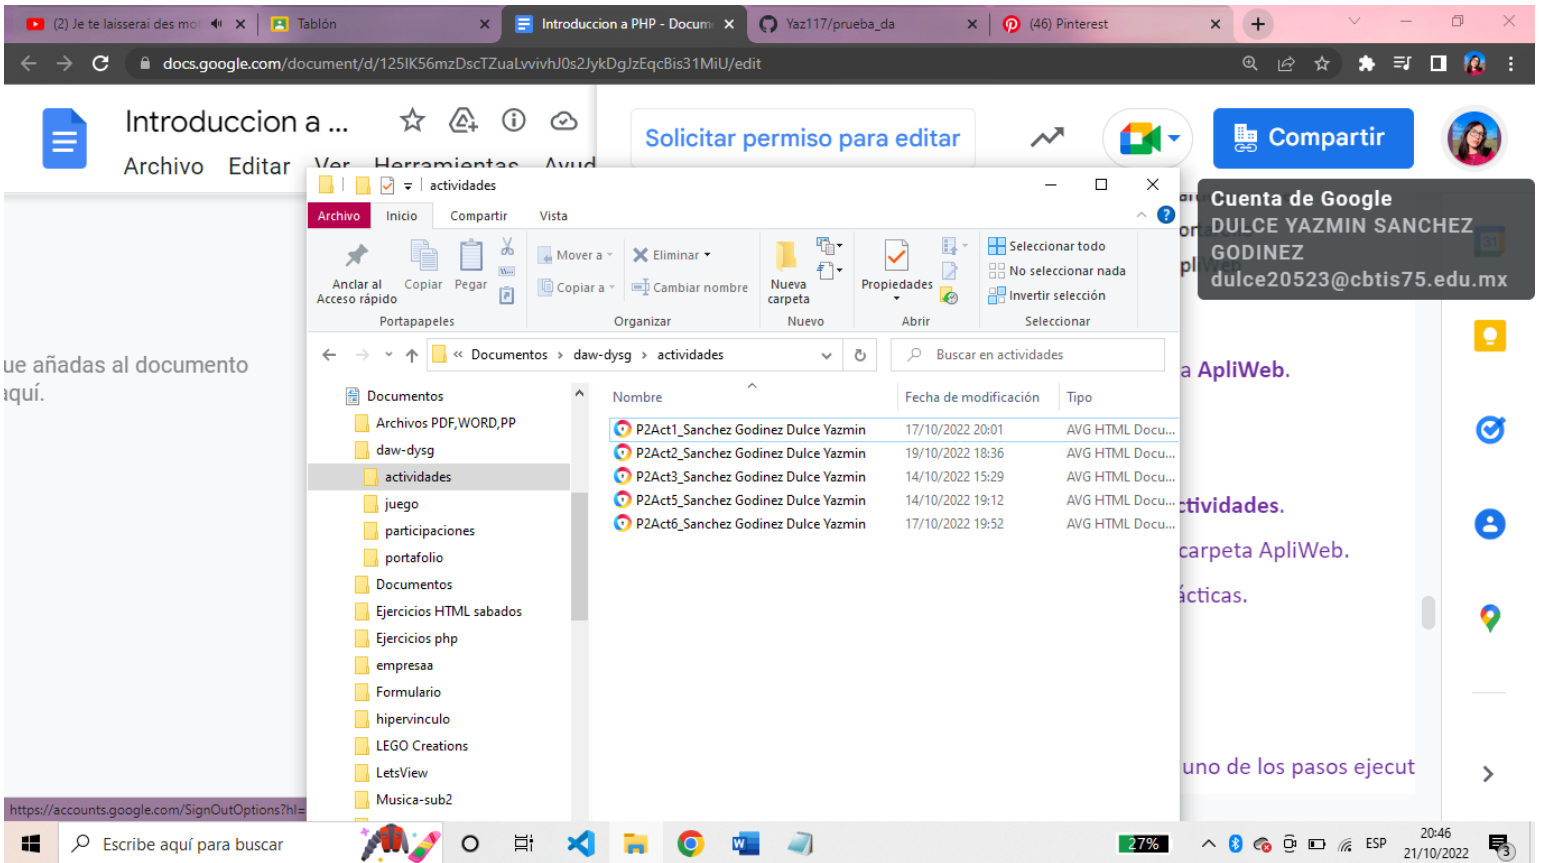 (2) Je te laisserai des mot
Tablón
Introduccion a PHP - Docum
Yaz117/prueba_da
(46) Pinterest
docs.google.com/document/d/125IK56mzDscTZuaLvvivhJ0s2JykDgJzEqcBis31MiU/edit
Introduccion a ...
Solicitar permiso para editar
Compartir
Archivo Editar Ver Herramientas Ayud
Cuenta de Google
DULCE YAZMIN SANCHEZ
GODINEZ
dulce20523@cbtis75.edu.mx
actividades
Archivo Inicio Compartir Vista
Anclar al
Acceso rápido
Copiar
Pegar
Portapapeles
Mover a
Copiar a
Eliminar
Cambiar nombre
Organizar
Nueva
carpeta
Nuevo
Propiedades
Abrir
Seleccionar todo
No seleccionar nada
Invertir selección
Seleccionar
« Documentos > daw-dysg > actividades
Buscar en actividades
Nombre Fecha de modificación Tipo
Documentos
Archivos PDF,WORD,PP
daw-dysg
actividades
juego
participaciones
portafolio
Documentos
Ejercicios HTML sabados
Ejercicios php
empresaa
Formulario
hipervinculo
LEGO Creations
LetsView
Musica-sub2
P2Act1_Sanchez Godinez Dulce Yazmin 17/10/2022 20:01 AVG HTML Docu...
P2Act2_Sanchez Godinez Dulce Yazmin 19/10/2022 18:36 AVG HTML Docu...
P2Act3_Sanchez Godinez Dulce Yazmin 14/10/2022 15:29 AVG HTML Docu...
P2Act5_Sanchez Godinez Dulce Yazmin 14/10/2022 19:12 AVG HTML Docu...
P2Act6_Sanchez Godinez Dulce Yazmin 17/10/2022 19:52 AVG HTML Docu...
ue añadas al documento
aquí.
31
a ApliWeb.
ctividades.
carpeta ApliWeb.
ácticas.
uno de los pasos ejecut
https://accounts.google.com/SignOutOptions?hl=
Escribe aquí para buscar
27%
ESP
20:46
21/10/2022
3